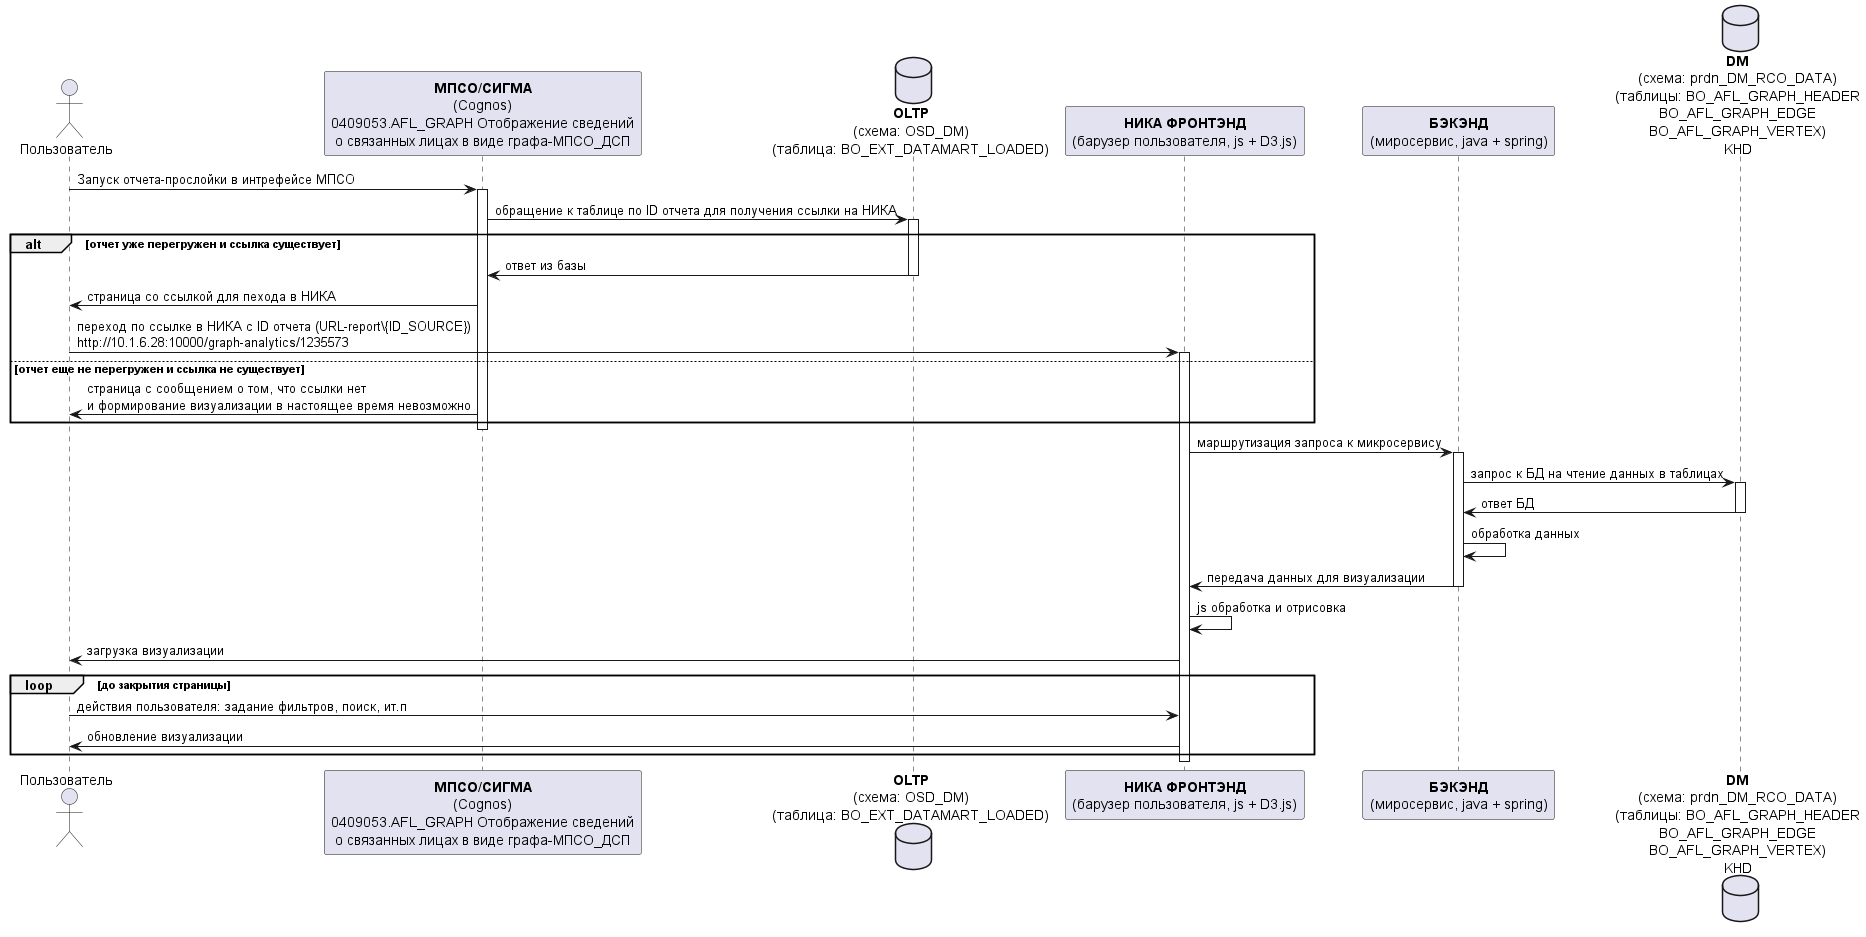 Пользователь
МПСО/СИГМА
(Cognos)
0409053.AFL_GRAPH Отображение сведений
о связанных лицах в виде графа-МПСО_ДСП
OLTP
(схема: OSD_DM)
(таблица: BO_EXT_DATAMART_LOADED)
НИКА ФРОНТЭНД
(барузер пользователя, js + D3.js)
БЭКЭНД
(миросервис, java + spring)
DM
(схема: prdn_DM_RCO_DATA)
(таблицы: BO_AFL_GRAPH_HEADER
BO_AFL_GRAPH_EDGE
BO_AFL_GRAPH_VERTEX)
KHD
Запуск отчета-прослойки в интрефейсе МПСО
обращение к таблице по ID отчета для получения ссылки на НИКА
alt
[отчет уже перегружен и ссылка существует]
ответ из базы
страница со ссылкой для пехода в НИКА
переход по ссылке в НИКА с ID отчета (URL-report\{ID_SOURCE})
http://10.1.6.28:10000/graph-analytics/1235573
[отчет еще не перегружен и ссылка не существует]
страница с сообщением о том, что ссылки нет
и формирование визуализации в настоящее время невозможно
маршрутизация запроса к микросервису
запрос к БД на чтение данных в таблицах
ответ БД
обработка данных
передача данных для визуализации
js обработка и отрисовка
загрузка визуализации
loop
[до закрытия страницы]
действия пользователя: задание фильтров, поиск, ит.п
обновление визуализации
Пользователь
МПСО/СИГМА
(Cognos)
0409053.AFL_GRAPH Отображение сведений
о связанных лицах в виде графа-МПСО_ДСП
OLTP
(схема: OSD_DM)
(таблица: BO_EXT_DATAMART_LOADED)
НИКА ФРОНТЭНД
(барузер пользователя, js + D3.js)
БЭКЭНД
(миросервис, java + spring)
DM
(схема: prdn_DM_RCO_DATA)
(таблицы: BO_AFL_GRAPH_HEADER
BO_AFL_GRAPH_EDGE
BO_AFL_GRAPH_VERTEX)
KHD